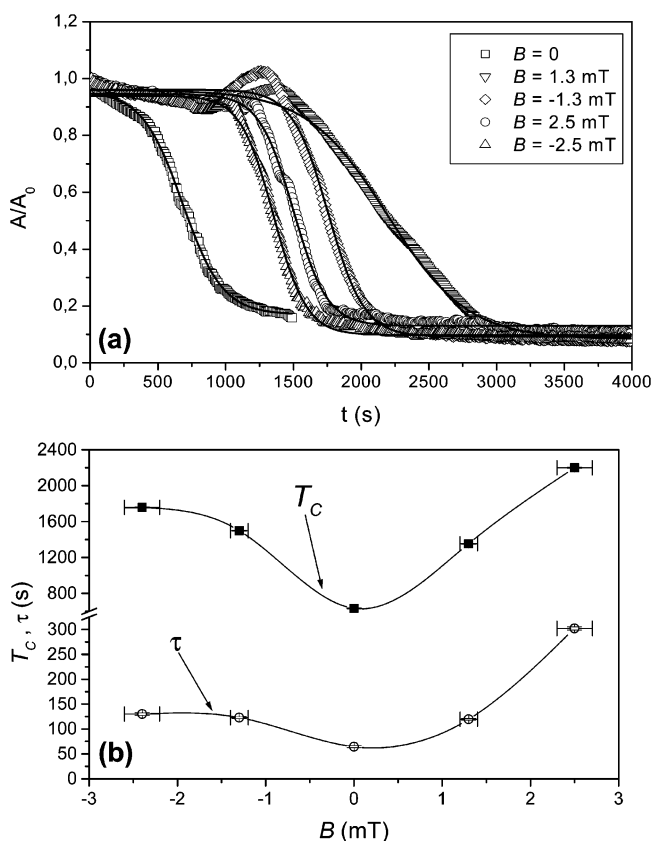 1,2
1,0
0,8
0,6
0,4
0,2
0,0
A/A0
B = 0
B = 1.3 mT
B = -1.3 mT
B = 2.5 mT
B = -2.5 mT
(a)
0 500 1000 1500 2000 2500 3000 3500 4000
t (s)
2400
2000
1600
1200
800
300
250
200
150
100
50
0
TC , τ (s)
TC
τ
(b)
-3 -2 -1 0 1 2 3
B (mT)